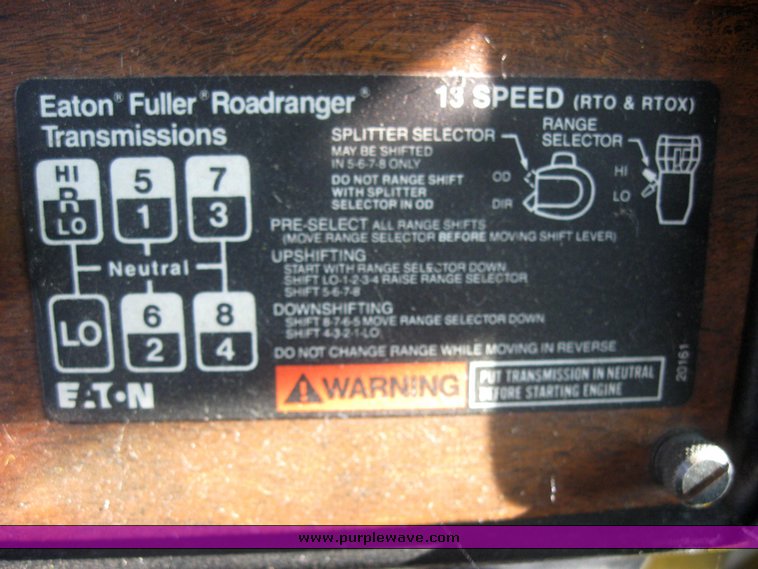 Eaton® Fuller® Roadranger®
Transmissions
13 SPEED (RTO & RTOX)
SPLITTER SELECTOR
MAY BE SHIFTED
IN 5-6-7-8 ONLY
DO NOT RANGE SHIFT
WITH SPLITTER
SELECTOR IN OD
OD
DIR
RANGE
SELECTOR
HI
LO
HI
R
LO
5
1
7
3
Neutral
LO
6
2
8
4
PRE-SELECT ALL RANGE SHIFTS
(MOVE RANGE SELECTOR BEFORE MOVING SHIFT LEVER)
UPSHIFTING
START WITH RANGE SELECTOR DOWN
SHIFT LO-1-2-3-4 RAISE RANGE SELECTOR
SHIFT 5-6-7-8
DOWNSHIFTING
SHIFT 8-7-6-5 MOVE RANGE SELECTOR DOWN
SHIFT 4-3-2-1-LO
DO NOT CHANGE RANGE WHILE MOVING IN REVERSE
EATON
WARNING
PUT TRANSMISSION IN NEUTRAL
BEFORE STARTING ENGINE
20161
www.purplewave.com